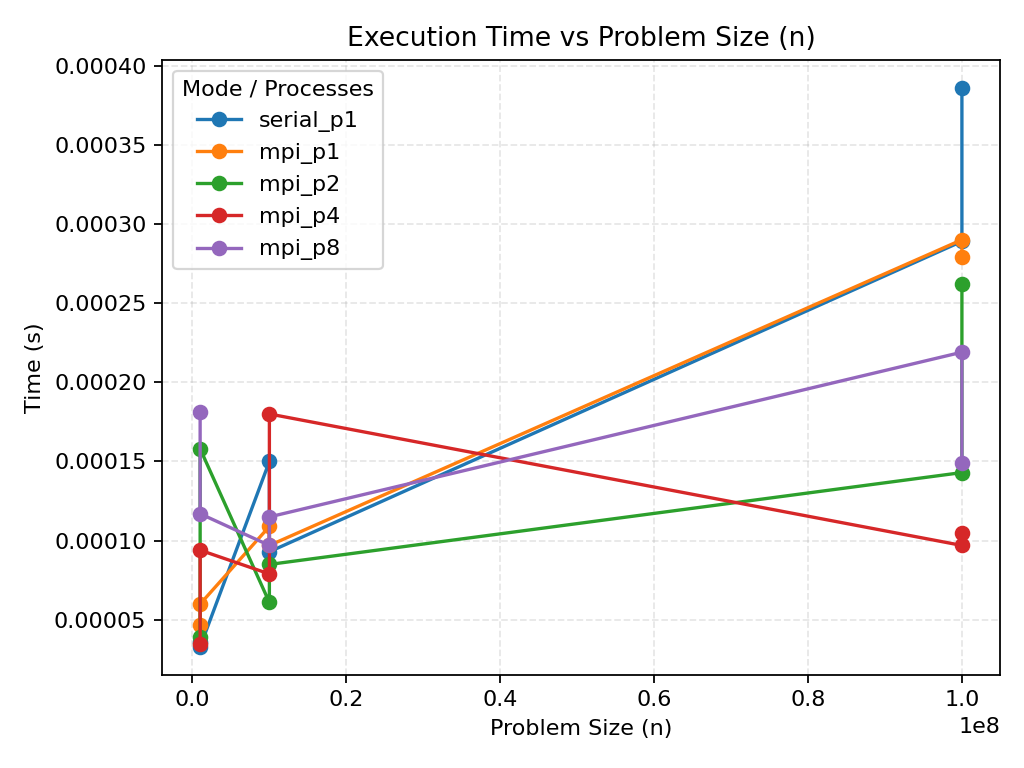 Execution Time vs Problem Size (n)
Mode / Processes
serial_p1
mpi_p1
mpi_p2
mpi_p4
mpi_p8
Time (s)
0.00040
0.00035
0.00030
0.00025
0.00020
0.00015
0.00010
0.00005
0.0 0.2 0.4 0.6 0.8 1.0
1e8
Problem Size (n)